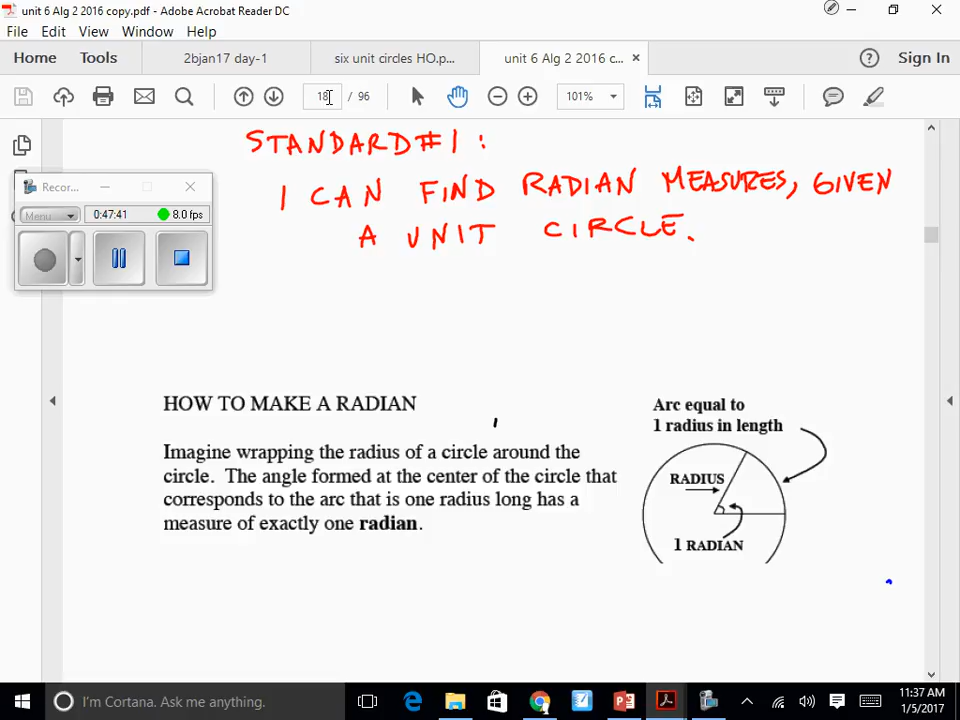 unit 6 Alg 2 2016 copy.pdf - Adobe Acrobat Reader DC
File Edit View Window Help
Home Tools 2bjan17 day-1 six unit circles HO.p... unit 6 Alg 2 2016 c... × Sign In
18 / 96 101%
STANDARD#1:
I CAN FIND RADIAN MEASURES, GIVEN
A UNIT CIRCLE.
Recor...
Menu 0:47:41 8.0 fps
HOW TO MAKE A RADIAN
Imagine wrapping the radius of a circle around the
circle. The angle formed at the center of the circle that
corresponds to the arc that is one radius long has a
measure of exactly one radian.
Arc equal to
1 radius in length
RADIUS
1 RADIAN
I'm Cortana. Ask me anything.
11:37 AM
1/5/2017